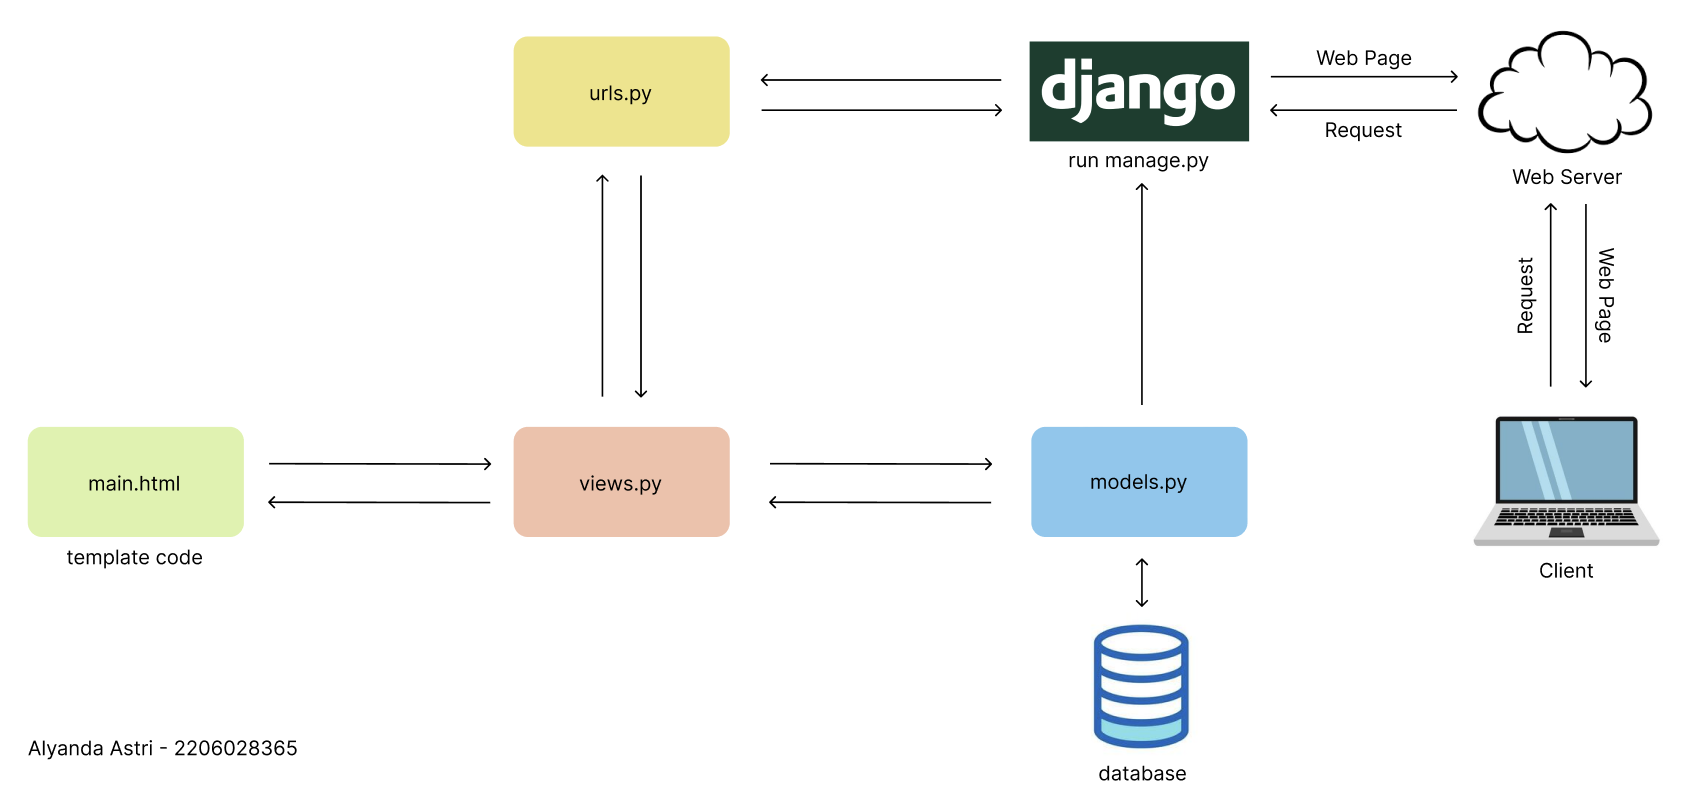 urls.py
django
run manage.py
Web Page
Request
Web Server
Request
Web Page
main.html
template code
views.py
models.py
Client
database
Alyanda Astri - 2206028365